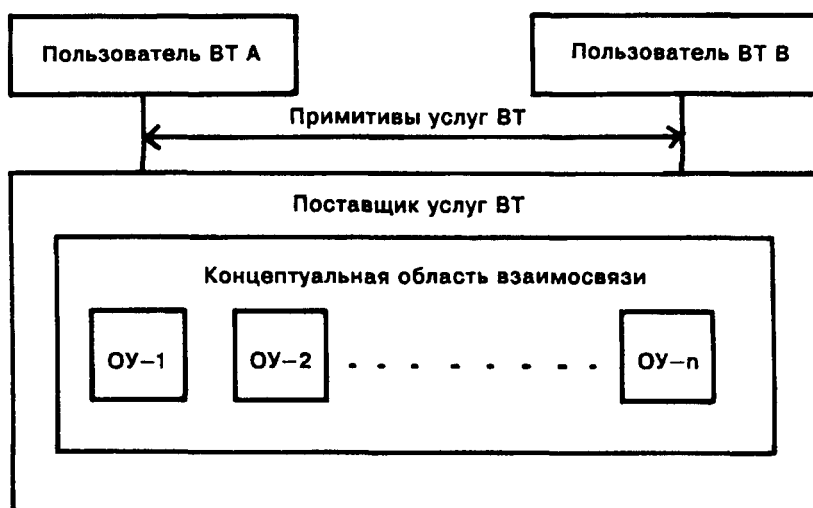 Пользователь ВТ А
Пользователь ВТ В
Примитивы услуг ВТ
Поставщик услуг ВТ
Концептуальная область взаимосвязи
ОУ–1
ОУ–2
ОУ–n